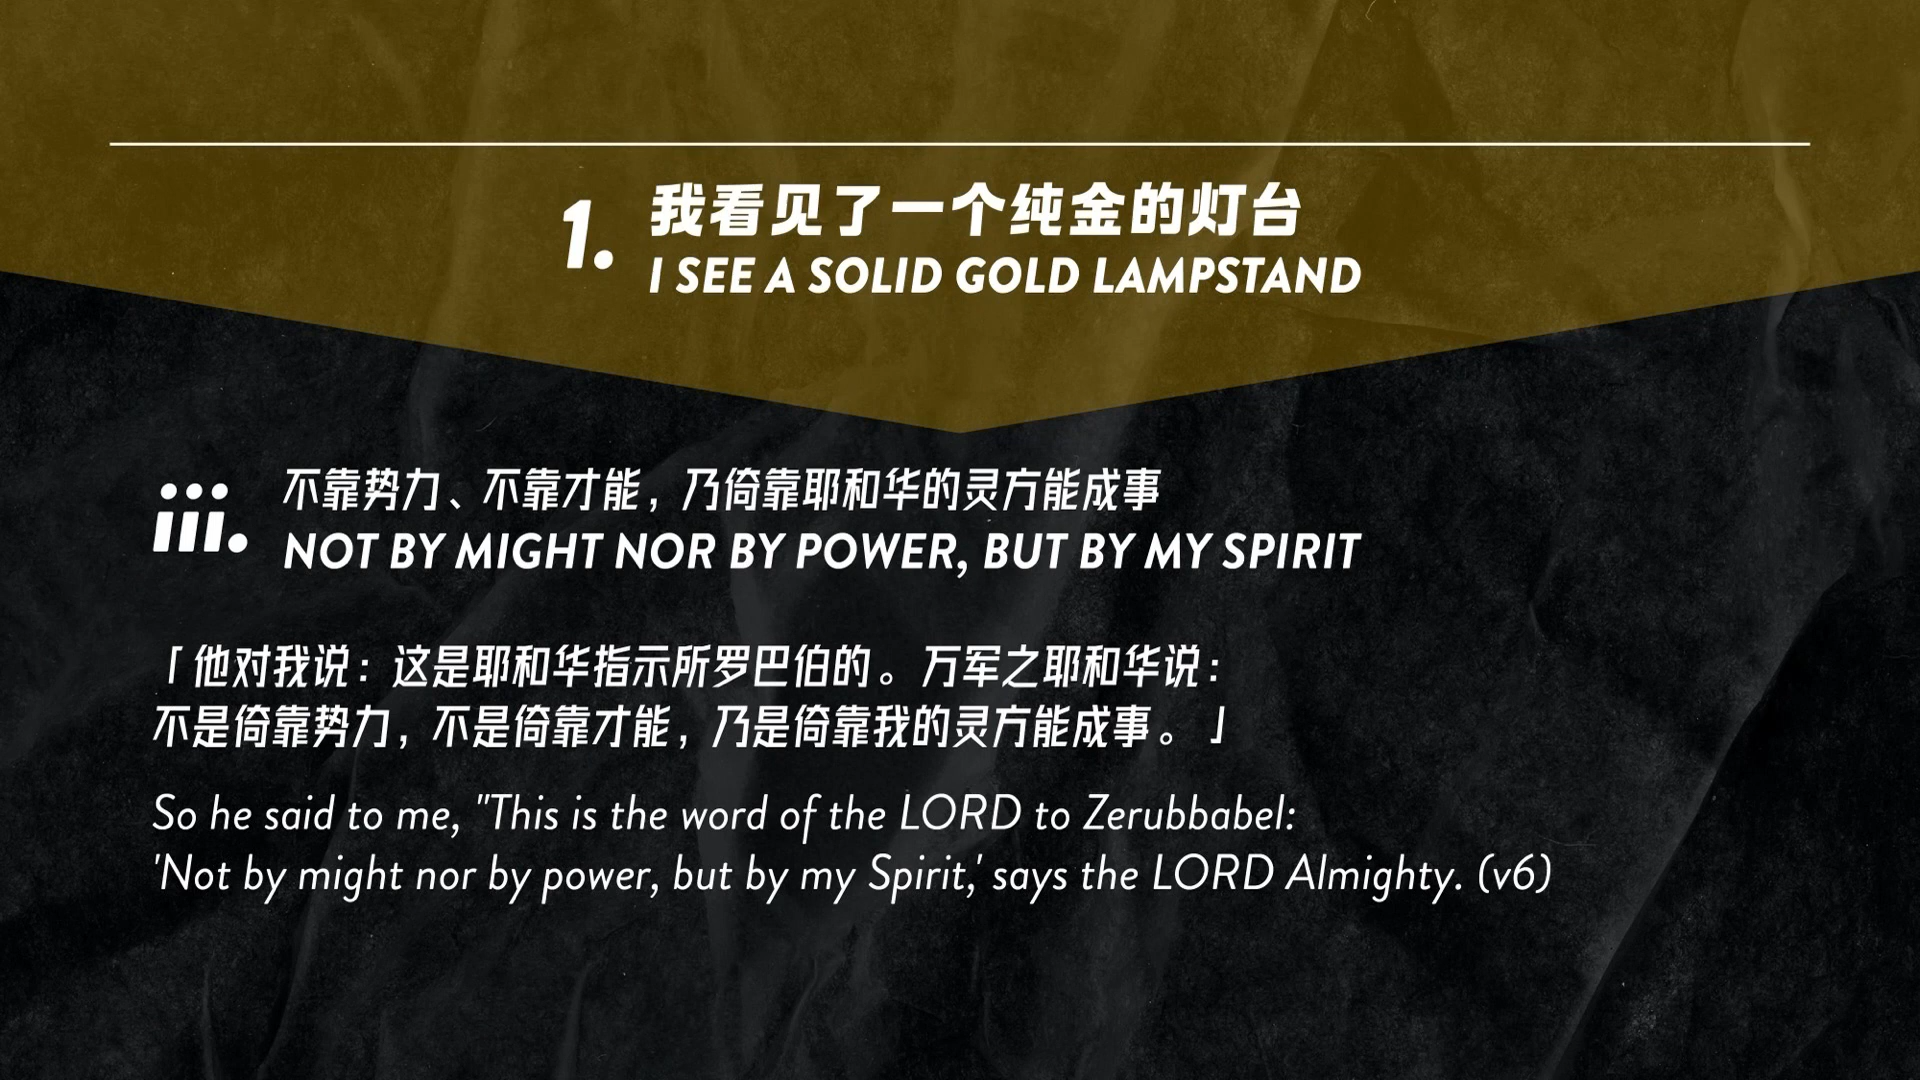 1.
我看见了一个纯金的灯台
I SEE A SOLID GOLD LAMPSTAND
iii.
不靠势力、不靠才能，乃倚靠耶和华的灵方能成事
NOT BY MIGHT NOR BY POWER, BUT BY MY SPIRIT
「他对我说：这是耶和华指示所罗巴伯的。万军之耶和华说：
不是倚靠势力，不是倚靠才能，乃是倚靠我的灵方能成事。」
So he said to me, "This is the word of the LORD to Zerubbabel:
'Not by might nor by power, but by my Spirit,' says the LORD Almighty. (v6)